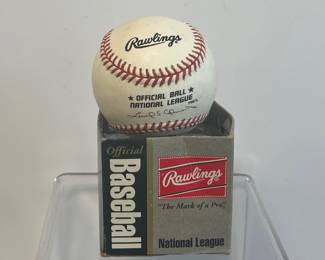 Rawlings
OFFICIAL BALL
NATIONAL LEAGUE
Official
Baseball
Rawlings
"The Mark of a Pro"
National League